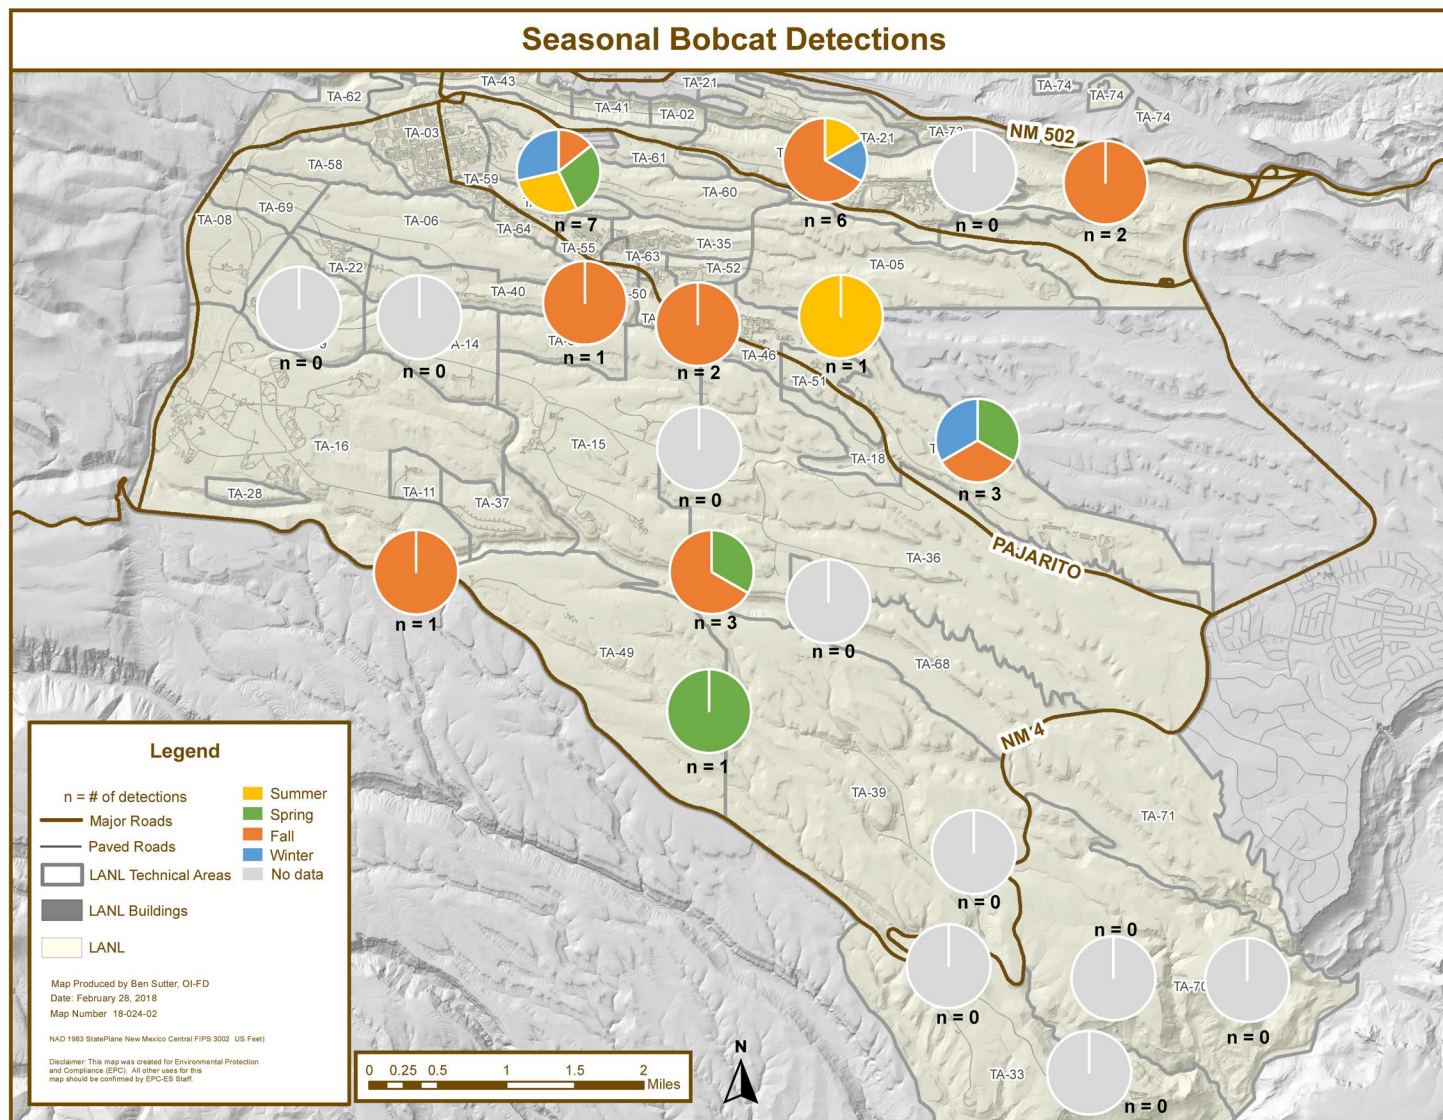 Seasonal Bobcat Detections
TA-43
TA-21
TA-62
TA-74
TA-74
TA-74
TA-41
TA-02
TA-03
TA-21
TA-72
NM 502
TA-58
TA-61
TA-59
TA-60
n = 7
n = 6
n = 0
n = 2
TA-08
TA-69
TA-06
TA-64
TA-55
TA-63
TA-35
TA-52
TA-05
TA-22
TA-40
-50
n = 0
n = 0
TA-14
n = 1
n = 2
TA-46
n = 1
TA-51
TA-16
TA-15
TA-18
n = 0
n = 3
TA-28
TA-11
TA-37
PAJARITO
TA-36
n = 1
n = 3
n = 0
TA-49
TA-68
n = 1
NM 4
TA-39
TA-71
n = 0
n = 0
n = 0
TA-70
n = 0
TA-33
n = 0
Legend
n = # of detections
Major Roads
Paved Roads
LANL Technical Areas
LANL Buildings
LANL
Summer
Spring
Fall
Winter
No data
Map Produced by Ben Sutter, OI-FD
Date: February 28, 2018
Map Number 18-024-02
NAD 1983 StatePlane New Mexico Central FIPS 3002 US Feet)
Disclaimer: This map was created for Environmental Protection
and Compliance (EPC). All other uses for this
map should be confirmed by EPC-ES Staff.
0 0.25 0.5 1 1.5 2
Miles
N